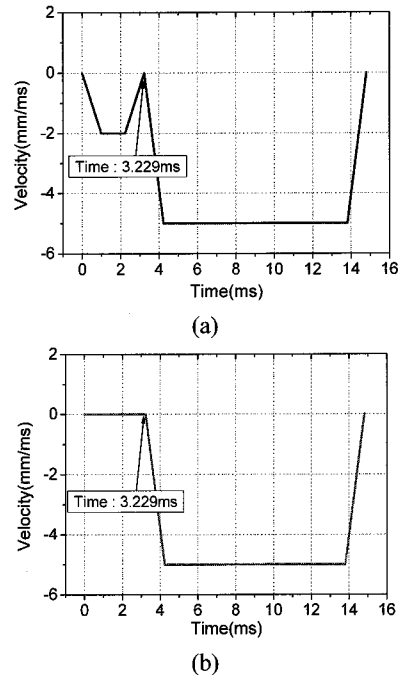 0
-2
-4
-6
Velocity(mm/ms)
Time : 3.229ms
0 2 4 6 8 10 12 14 16
Time(ms)
(a)
2
0
-2
-4
-6
Velocity(mm/ms)
Time : 3.229ms
0 2 4 6 8 10 12 14 16
Time(ms)
(b)